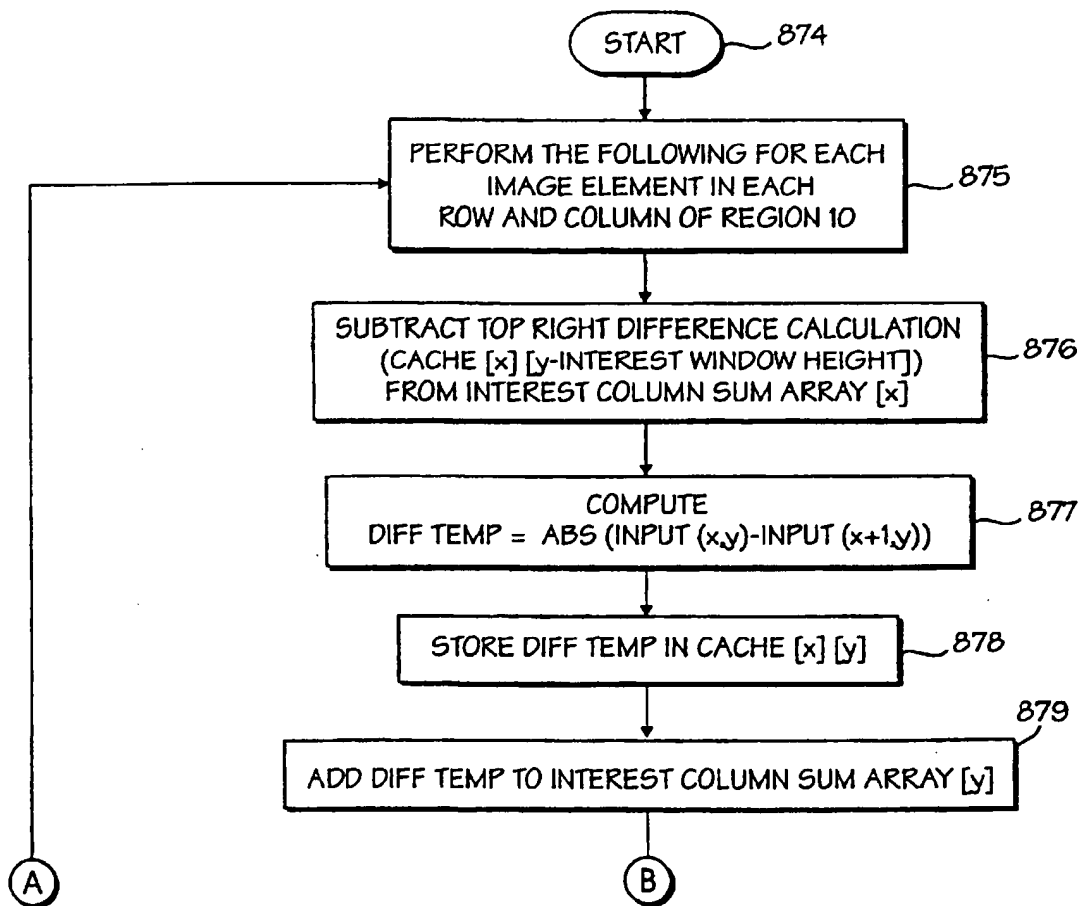 START
874
PERFORM THE FOLLOWING FOR EACH
IMAGE ELEMENT IN EACH
ROW AND COLUMN OF REGION 10
875
SUBTRACT TOP RIGHT DIFFERENCE CALCULATION
(CACHE [x] [y-INTEREST WINDOW HEIGHT])
FROM INTEREST COLUMN SUM ARRAY [x]
876
COMPUTE
DIFF TEMP = ABS (INPUT (x,y)-INPUT (x+1,y))
877
STORE DIFF TEMP IN CACHE [x] [y]
878
ADD DIFF TEMP TO INTEREST COLUMN SUM ARRAY [y]
879
A
B